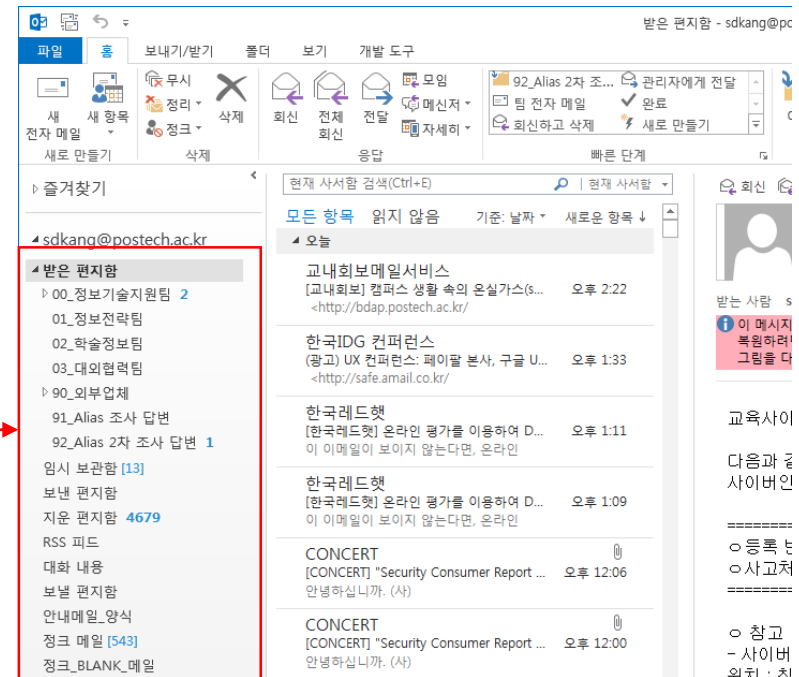 받은 편지함 - sdkang@po
파일 홈 보내기/받기 폴더 보기 개발 도구
새 전자 메일
새 항목
새로 만들기
무시
정리
정크
삭제
삭제
회신
전체 회신
전달
모임
메신저
자세히
응답
92_Alias 2차 조...
팀 전자 메일
회신하고 삭제
관리자에게 전달
완료
새로 만들기
빠른 단계
즐겨찾기
sdkang@postech.ac.kr
받은 편지함
00_정보기술지원팀 2
01_정보전략팀
02_학술정보팀
03_대외협력팀
90_외부업체
91_Alias 조사 답변
92_Alias 2차 조사 답변 1
임시 보관함 [13]
보낸 편지함
지운 편지함 4679
RSS 피드
대화 내용
보낼 편지함
안내메일_양식
정크 메일 [543]
정크_BLANK_메일
현재 사서함 검색(Ctrl+E) 현재 사서함
모든 항목 읽지 않음 기준: 날짜 새로운 항목 ↓
오늘
교내회보메일서비스
[교내회보] 캠퍼스 생활 속의 온실가스(s... 오후 2:22
<http://bdap.postech.ac.kr/
한국IDG 컨퍼런스
(광고) UX 컨퍼런스: 페이팔 본사, 구글 U... 오후 1:33
<http://safe.amail.co.kr/
한국레드햇
[한국레드햇] 온라인 평가를 이용하여 D... 오후 1:11
이 이메일이 보이지 않는다면, 온라인
한국레드햇
[한국레드햇] 온라인 평가를 이용하여 D... 오후 1:09
이 이메일이 보이지 않는다면, 온라인
CONCERT
[CONCERT] "Security Consumer Report ... 오후 12:06
안녕하십니까. (사)
CONCERT
[CONCERT] "Security Consumer Report ... 오후 12:00
안녕하십니까. (사)
회신
받는 사람 s
이 메시지
복원하려
그림을 다
교육사이
다음과 같
사이버인
=========
ㅇ등록 번
ㅇ사고처
=========
ㅇ 참고
- 사이버